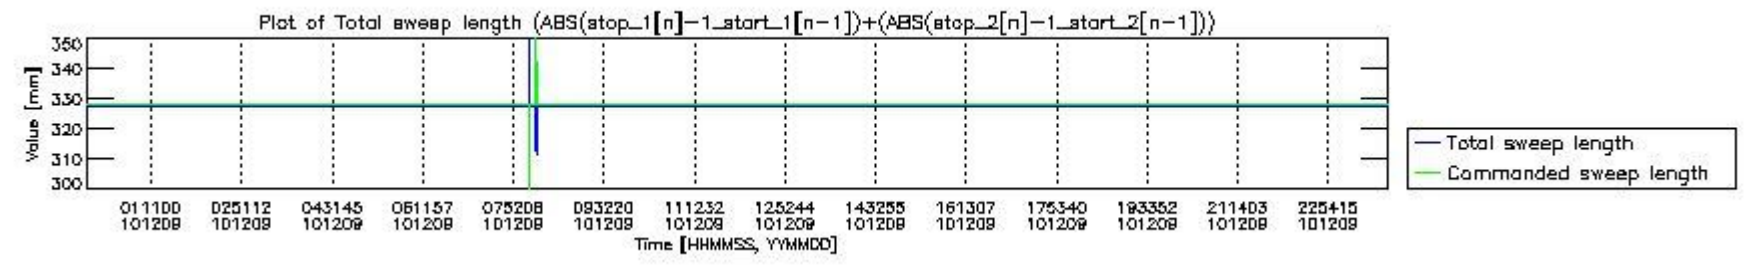 Plot of Total sweep length (ABS(stop_1[n]-1_start_1[n-1])+(ABS(stop_2[n]-1_start_2[n-1]))
350
340
330
320
310
300
Value [mm]
Total sweep length
Commanded sweep length
011100 025112 043145 061157 075208 093220 111232 125244 143255 161307 175340 193352 211403 225415
101209 101209 101209 101209 101209 101209 101209 101209 101209 101209 101209 101209 101209 101209
Time [HHMMSS, YYMMDD]